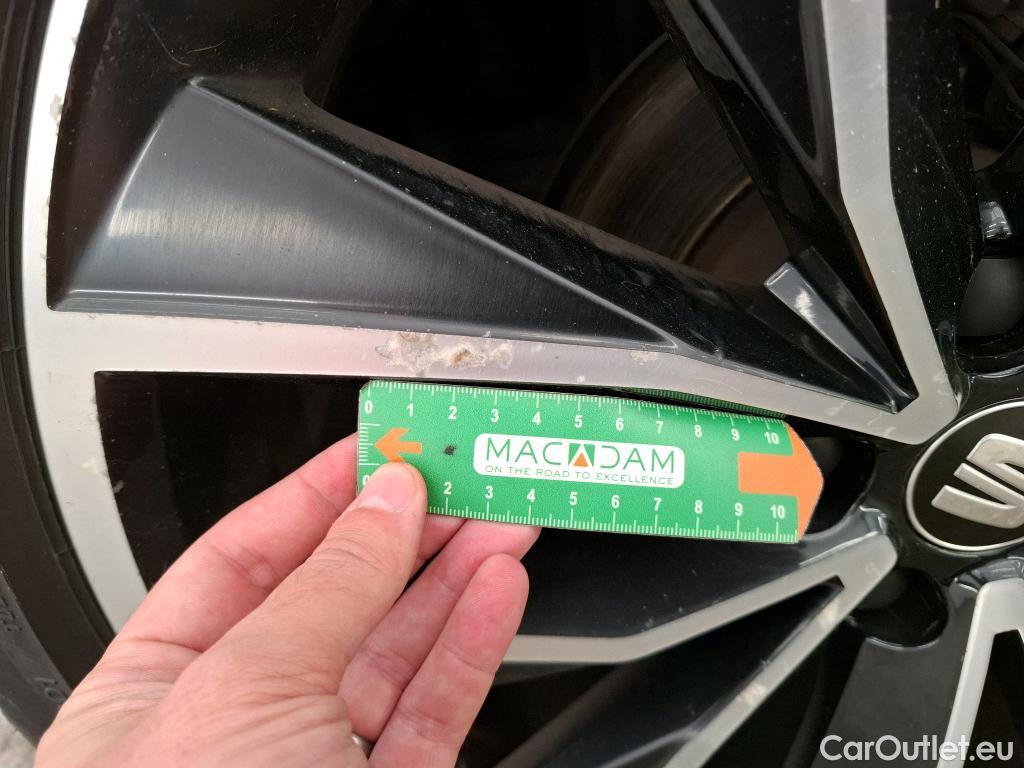 0 1 2 3 4 5 6 7 8 9 10
MACADAM
ON THE ROAD TO EXCELLENCE
0 2 3 4 5 6 7 8 9 10
CarOutlet.eu